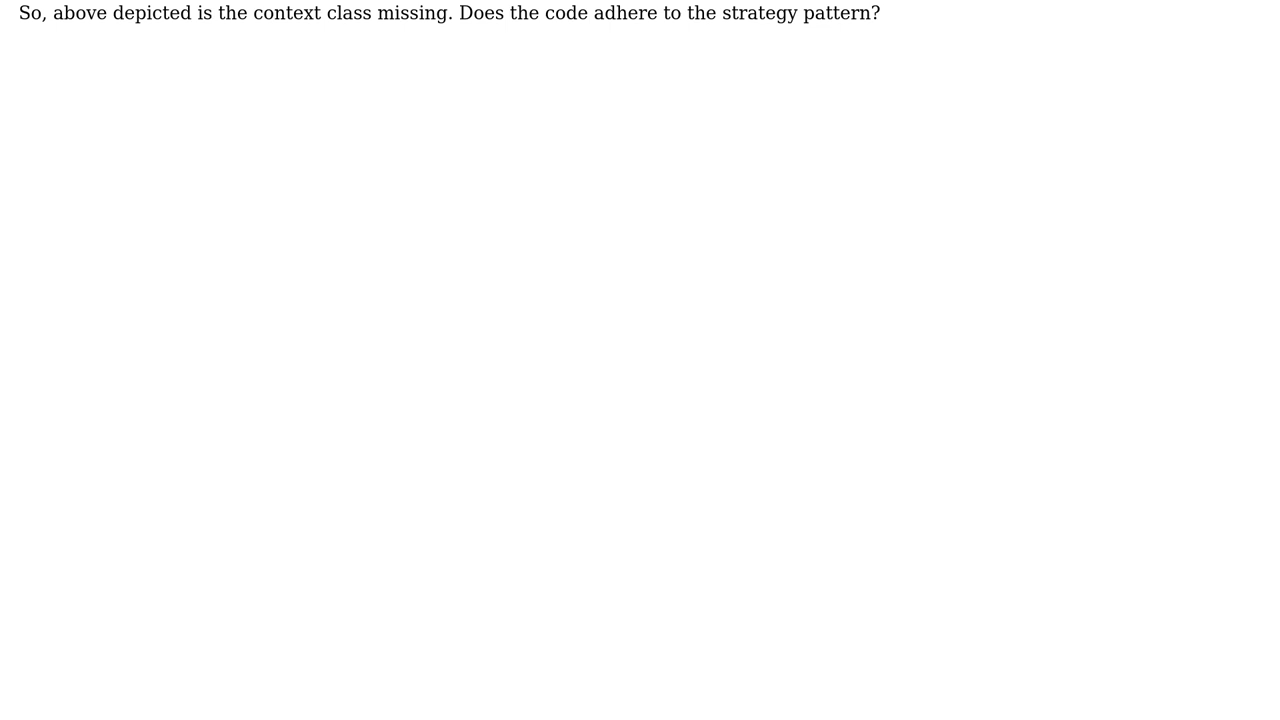 So, above depicted is the context class missing. Does the code adhere to the strategy pattern?